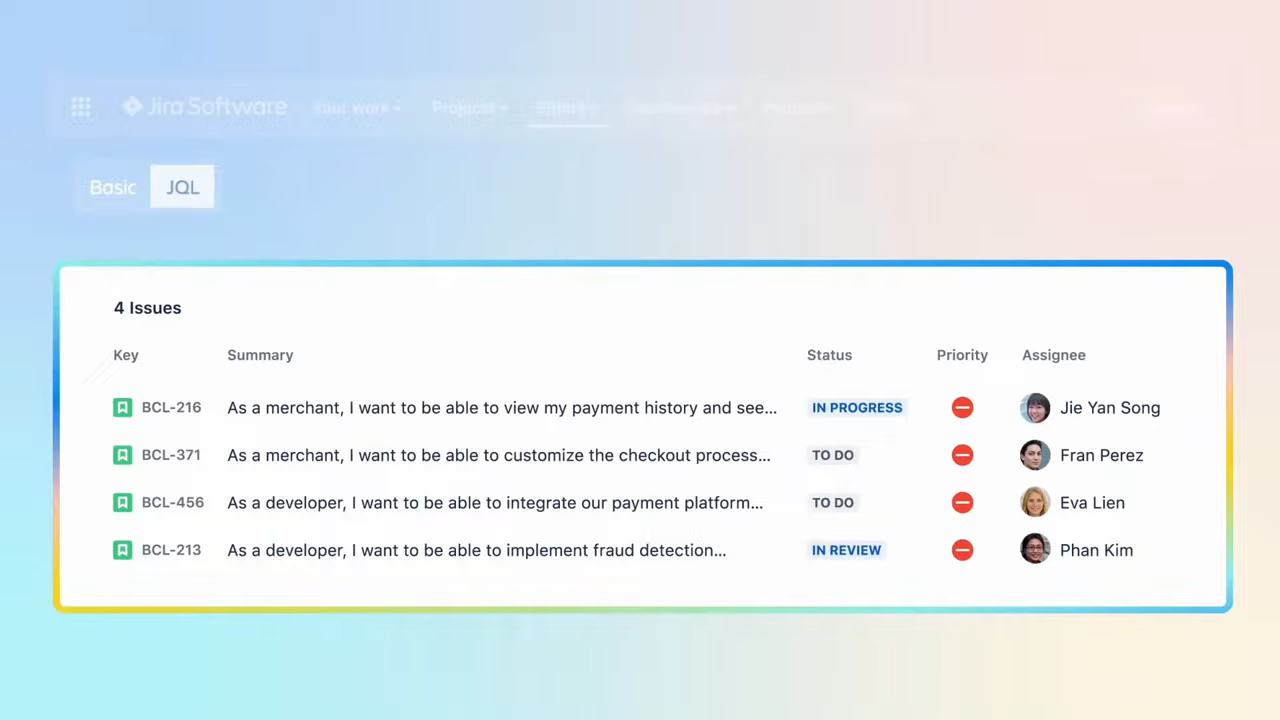 Jira Software Your work Projects Filters
Basic JQL
4 Issues
Key Summary Status Priority Assignee
BCL-216 As a merchant, I want to be able to view my payment history and see... IN PROGRESS Jie Yan Song
BCL-371 As a merchant, I want to be able to customize the checkout process... TO DO Fran Perez
BCL-456 As a developer, I want to be able to integrate our payment platform... TO DO Eva Lien
BCL-213 As a developer, I want to be able to implement fraud detection... IN REVIEW Phan Kim